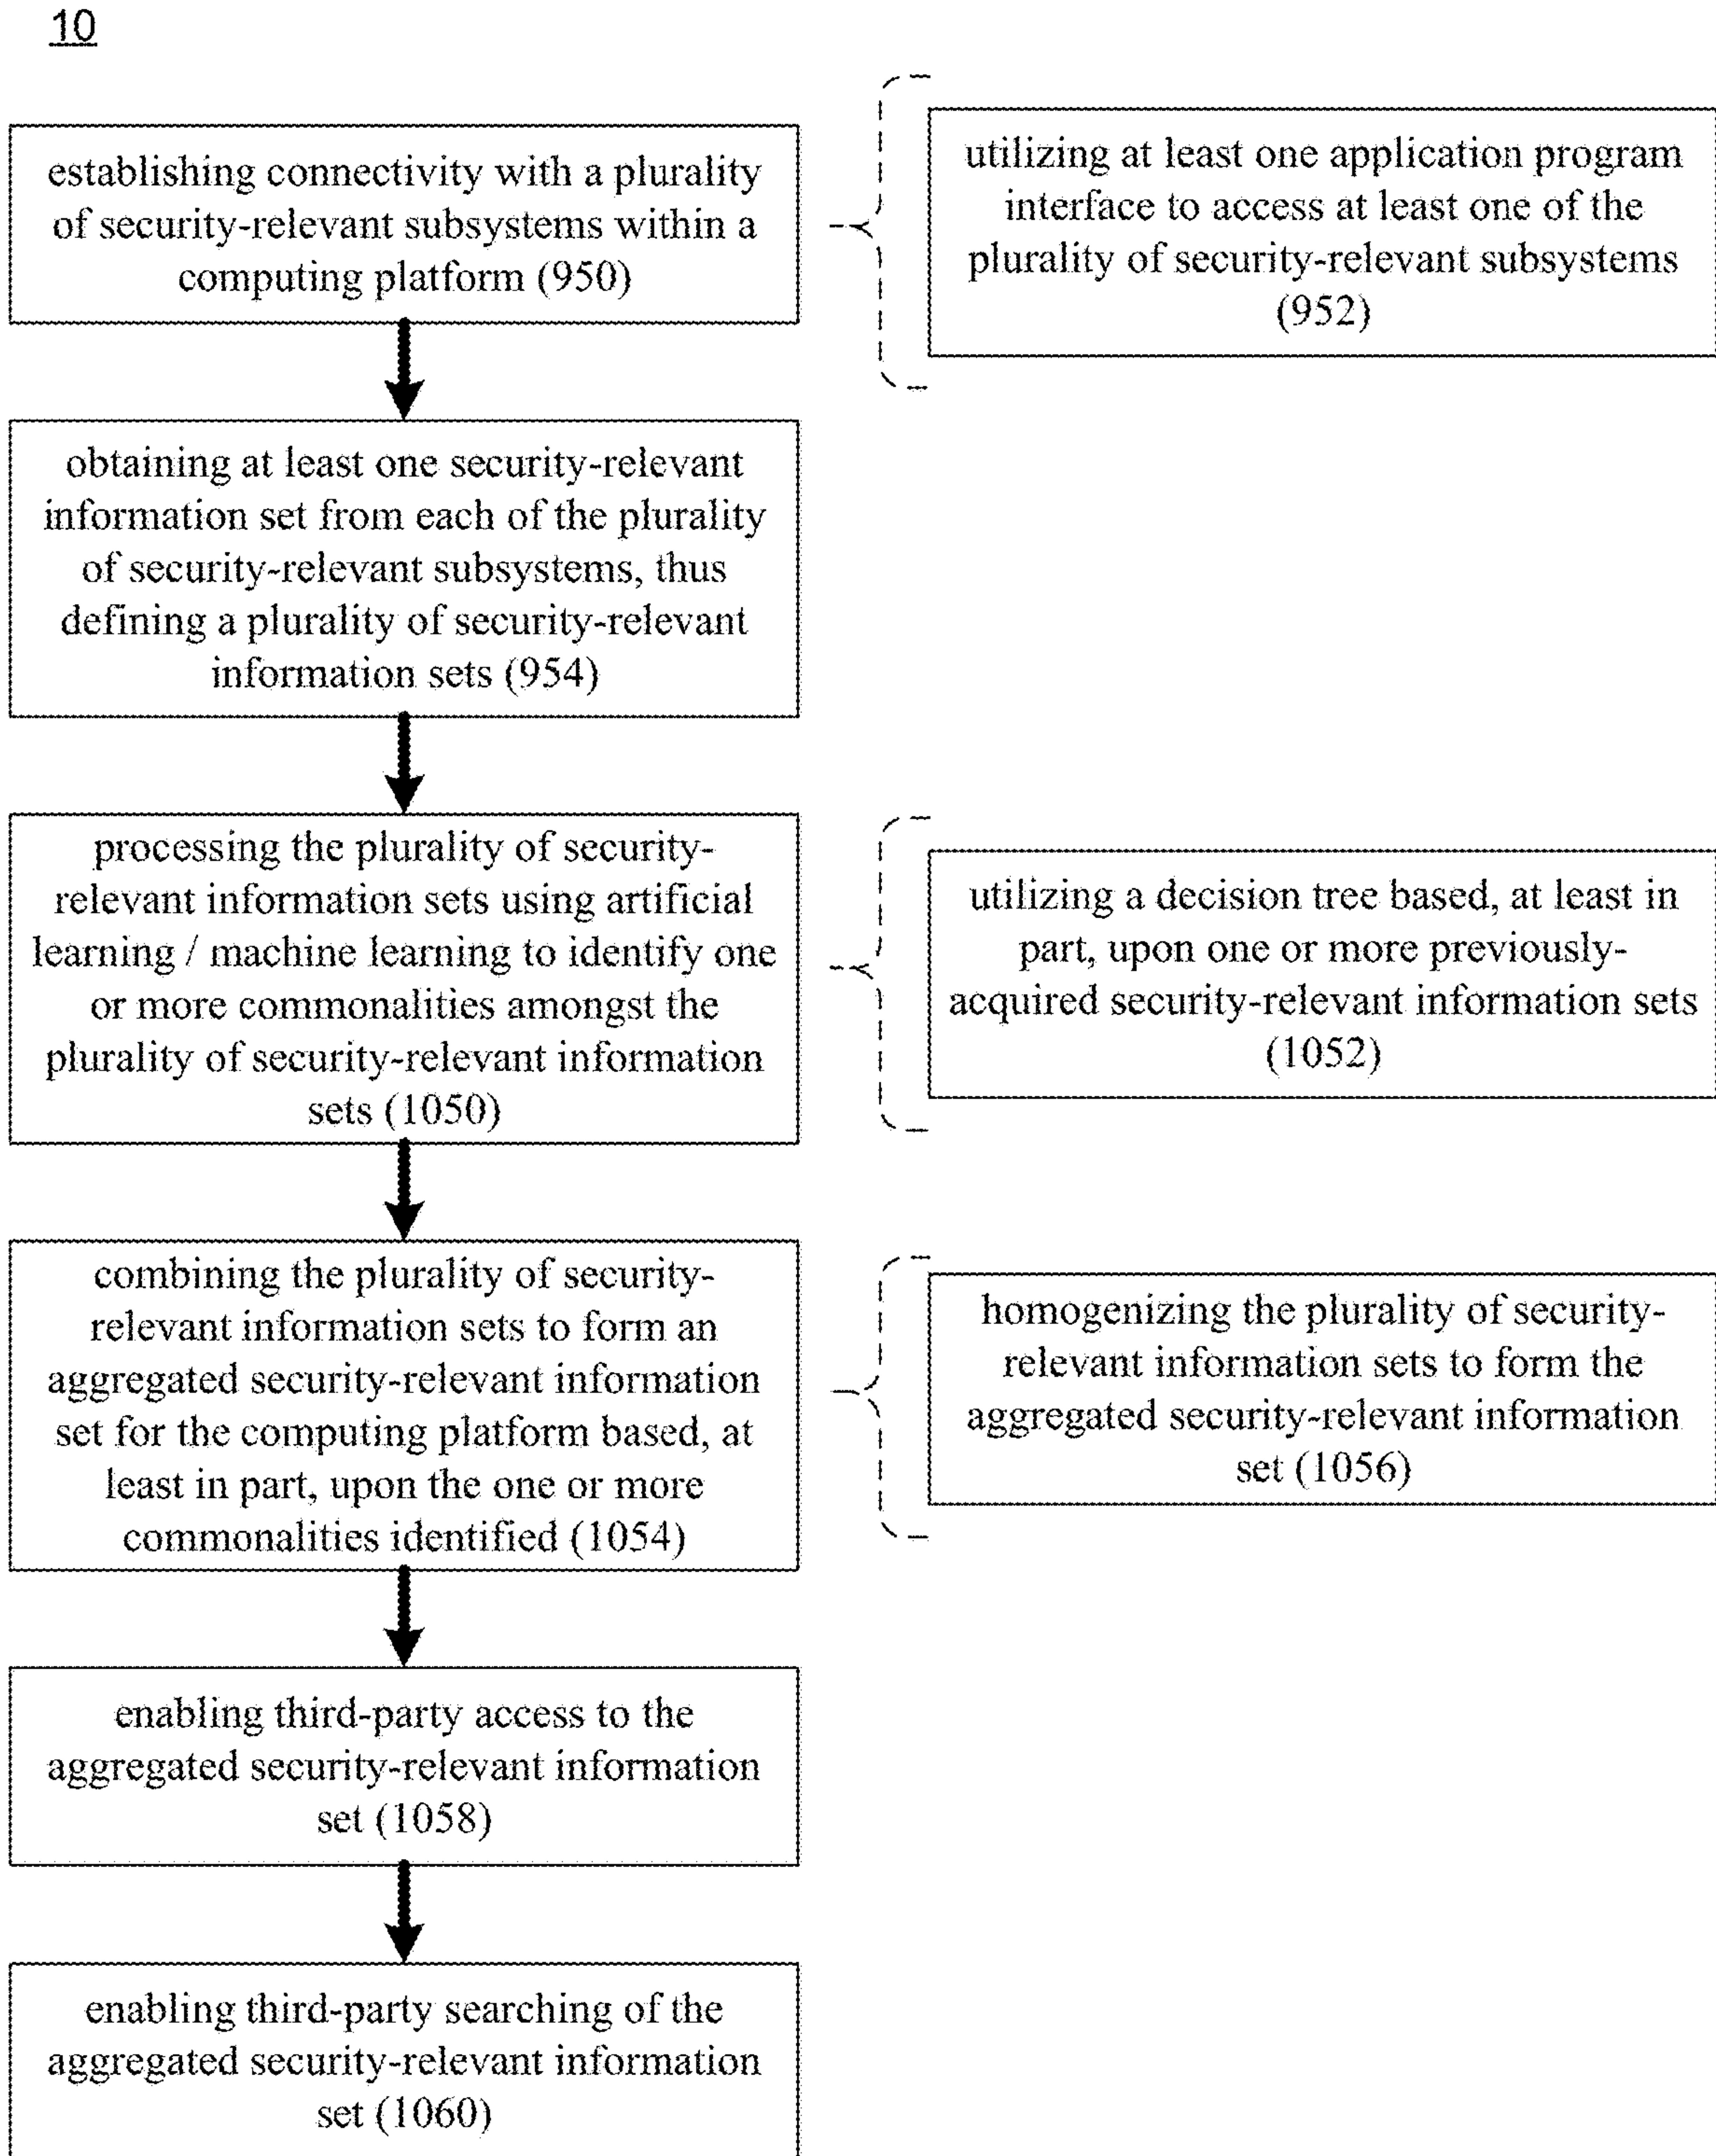 10
establishing connectivity with a plurality
of security-relevant subsystems within a
computing platform (950)
utilizing at least one application program
interface to access at least one of the
plurality of security-relevant subsystems
(952)
obtaining at least one security-relevant
information set from each of the plurality
of security-relevant subsystems, thus
defining a plurality of security-relevant
information sets (954)
processing the plurality of security-
relevant information sets using artificial
learning / machine learning to identify one
or more commonalities amongst the
plurality of security-relevant information
sets (1050)
utilizing a decision tree based, at least in
part, upon one or more previously-
acquired security-relevant information sets
(1052)
combining the plurality of security-
relevant information sets to form an
aggregated security-relevant information
set for the computing platform based, at
least in part, upon the one or more
commonalities identified (1054)
homogenizing the plurality of security-
relevant information sets to form the
aggregated security-relevant information
set (1056)
enabling third-party access to the
aggregated security-relevant information
set (1058)
enabling third-party searching of the
aggregated security-relevant information
set (1060)